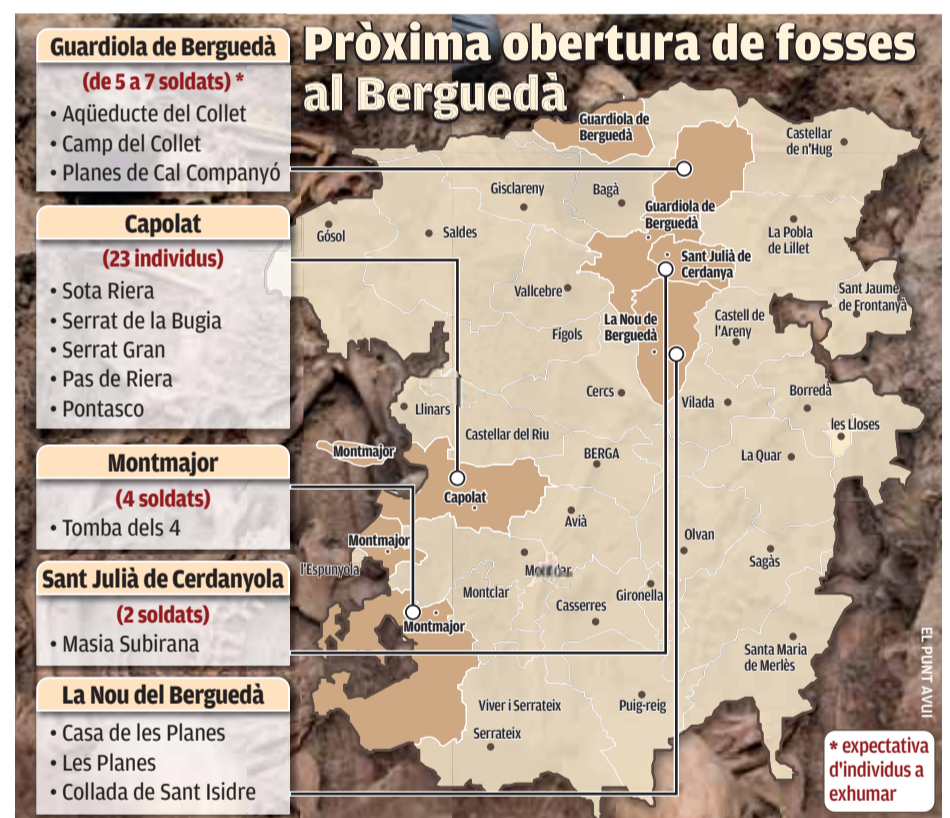 Pròxima obertura de fosses
al Berguedà
Guardiola de Berguedà
(de 5 a 7 soldats) *
• Aqüeducte del Collet
• Camp del Collet
• Planes de Cal Companyó
Capolat
(23 individus)
• Sota Riera
• Serrat de la Bugia
• Serrat Gran
• Pas de Riera
• Pontasco
Montmajor
(4 soldats)
• Tomba dels 4
Sant Julià de Cerdanyola
(2 soldats)
• Masia Subirana
La Nou del Berguedà
• Casa de les Planes
• Les Planes
• Collada de Sant Isidre
Guardiola de
Berguedà
Castellar
de n'Hug
Gisclareny
Bagà
Guardiola de
Berguedà
Gósol
Saldes
La Pobla
de Lillet
Sant Julià de
Cerdanya
Vallcebre
Sant Jaume
de Frontanyà
La Nou de
Berguedà
Castell de
l'Areny
Fígols
Cercs
Vilada
Borredà
Llinars
les Lloses
Castellar del Riu
Montmajor
BERGA
La Quar
Capolat
Avià
Olvan
Montmajor
Sagàs
l'Espunyola
Montclar
Casserres
Gironella
Montmajor
Santa Maria
de Merlès
Viver i Serrateix
Puig-reig
Serrateix
EL PUNT AVUI
* expectativa
d'individus a
exhumar